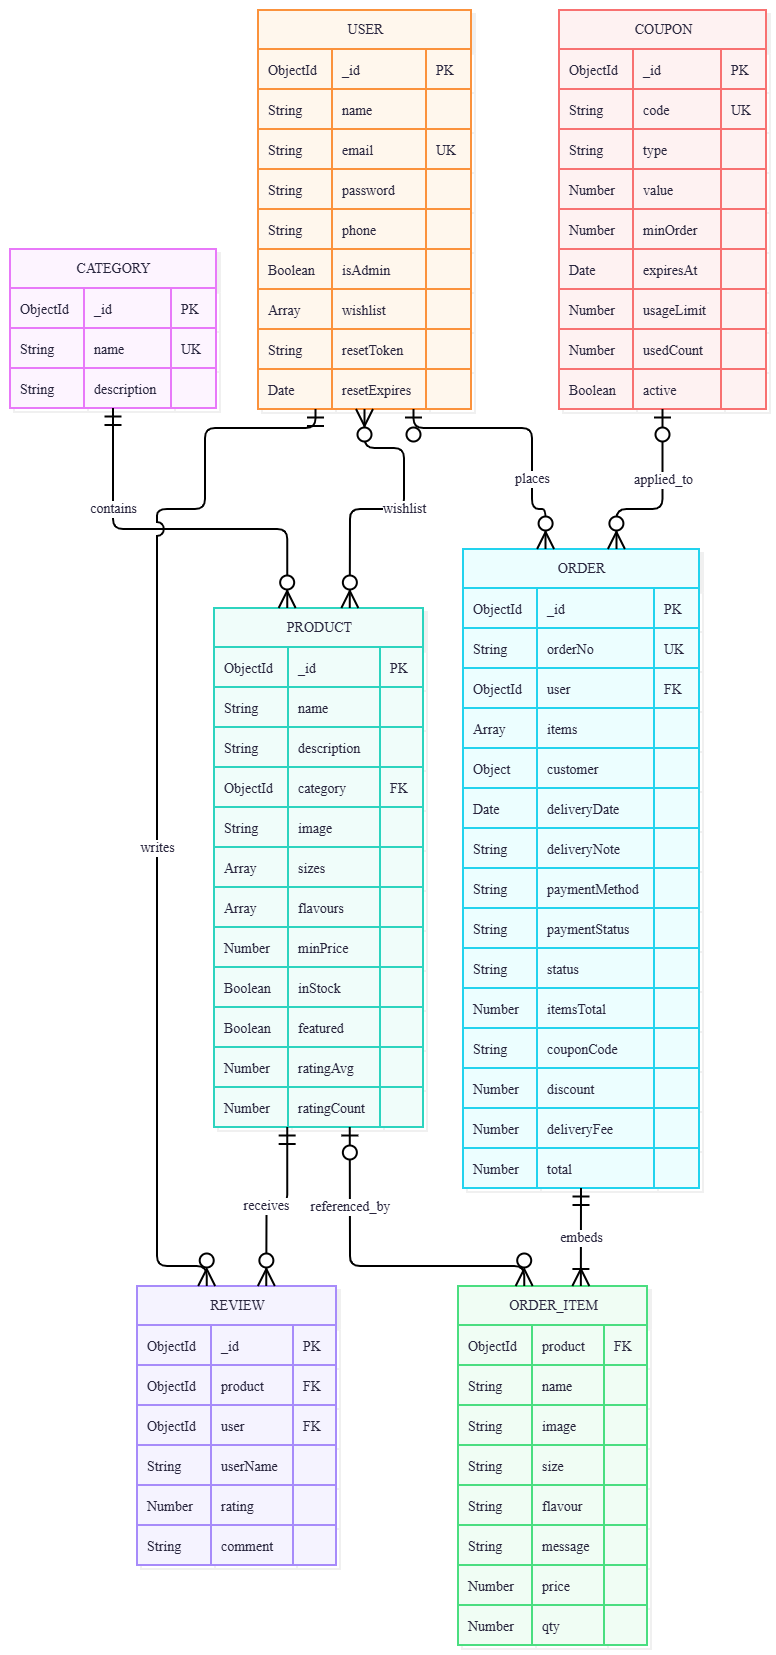 USER
ObjectId _id PK
String name
String email UK
String password
String phone
Boolean isAdmin
Array wishlist
String resetToken
Date resetExpires
COUPON
ObjectId _id PK
String code UK
String type
Number value
Number minOrder
Date expiresAt
Number usageLimit
Number usedCount
Boolean active
CATEGORY
ObjectId _id PK
String name UK
String description
contains
wishlist
places
applied_to
PRODUCT
ObjectId _id PK
String name
String description
ObjectId category FK
String image
Array sizes
Array flavours
Number minPrice
Boolean inStock
Boolean featured
Number ratingAvg
Number ratingCount
ORDER
ObjectId _id PK
String orderNo UK
ObjectId user FK
Array items
Object customer
Date deliveryDate
String deliveryNote
String paymentMethod
String paymentStatus
String status
Number itemsTotal
String couponCode
Number discount
Number deliveryFee
Number total
writes
receives
referenced_by
embeds
REVIEW
ObjectId _id PK
ObjectId product FK
ObjectId user FK
String userName
Number rating
String comment
ORDER_ITEM
ObjectId product FK
String name
String image
String size
String flavour
String message
Number price
Number qty